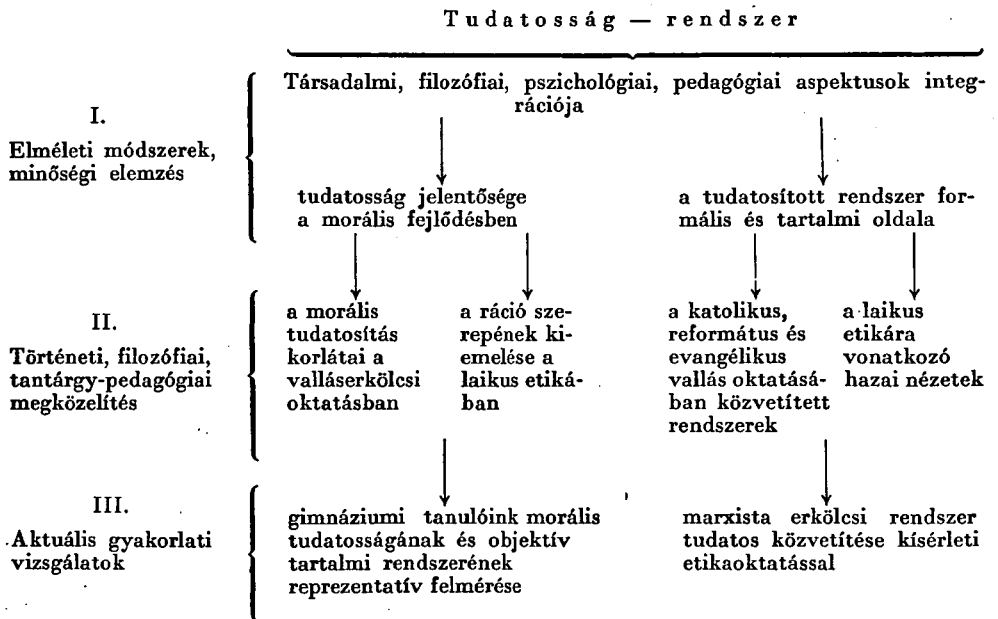 Tudatosság — rendszer
Társadalmi, filozófiai, pszichológiai, pedagógiai aspektusok integ-
rációja
I.
Elméleti módszerek,
minőségi elemzés
tudatosság jelentősége
a morális fejlődésben
a tudatosított rendszer for-
mális és tartalmi oldala
II.
Történeti, filozófiai,
tantárgy-pedagógiai
megközelítés
a morális
tudatosítás
korlátai a
valláserkölcsi
oktatásban
a ráció sze-
repének ki-
emelése a
laikus etiká-
ban
a katolikus,
református és
evangélikus
vallás oktatásá-
ban közvetített
rendszerek
a laikus
etikára
vonatkozó
hazai nézetek
III.
Aktuális gyakorlati
vizsgálatok
gimnáziumi tanulóink morális
tudatosságának és objektív
tartalmi rendszerének
reprezentatív felmérése
marxista erkölcsi rendszer
tudatos közvetítése kísérleti
etikaoktatással